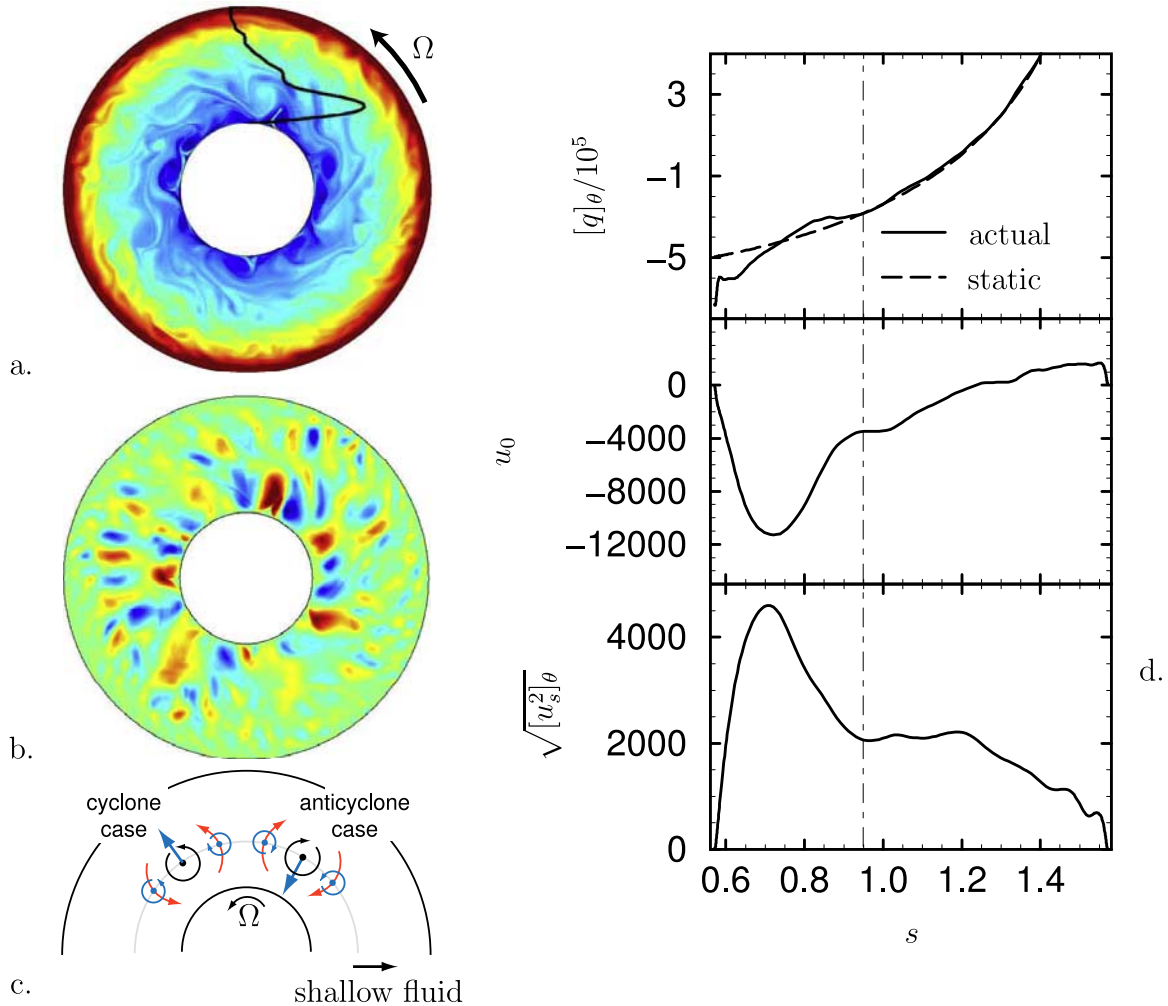 Ω
a.
b.
cyclone
case
anticyclone
case
Ω
shallow fluid
c.
[q]θ/10⁵
3
−1
−5
actual
static
u₀
0
−4000
−8000
−12000
√[u²ₛ]θ
4000
2000
0
d.
0.6 0.8 1.0 1.2 1.4
s